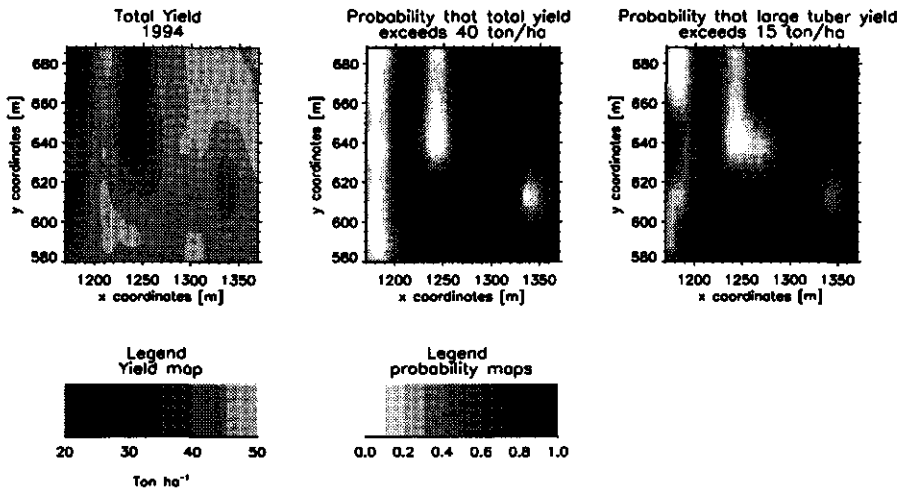 Total Yield
1994
680
660
640
620
600
580
y coordinates [m]
1200 1250 1300 1350
x coordinates [m]
Probability that total yield
exceeds 40 ton/ha
680
660
640
620
600
580
y coordinates [m]
1200 1250 1300 1350
x coordinates [m]
Probability that large tuber yield
exceeds 15 ton/ha
680
660
640
620
600
580
y coordinates [m]
1200 1250 1300 1350
x coordinates [m]
Legend
Yield map
20 30 40 50
Ton ha⁻¹
Legend
probability maps
0.0 0.2 0.4 0.6 0.8 1.0